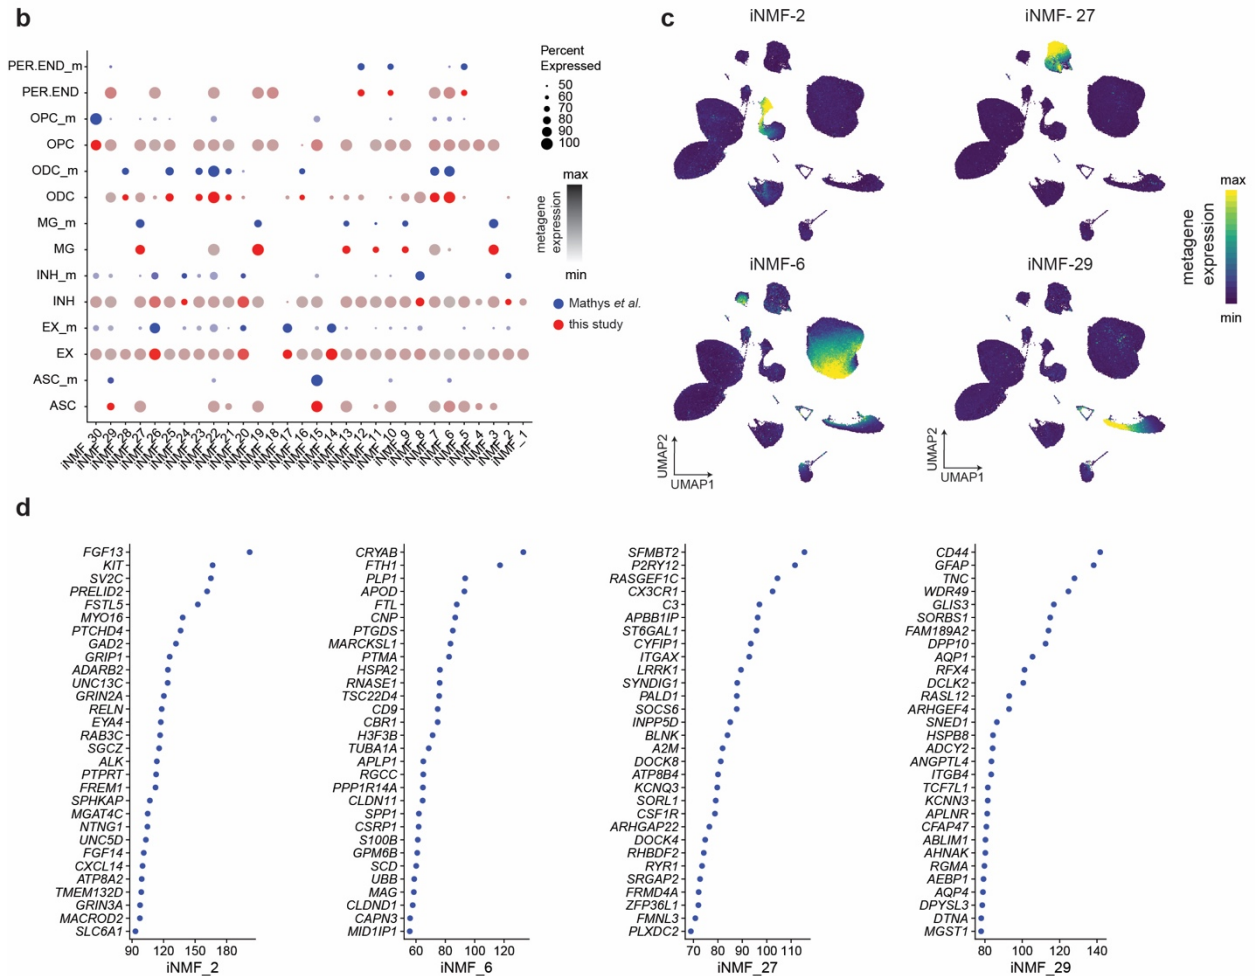 b
PER.END_m
PER.END
OPC_m
OPC
ODC_m
ODC
MG_m
MG
INH_m
INH
EX_m
EX
ASC_m
ASC
iNMF_30
iNMF_29
iNMF_28
iNMF_27
iNMF_26
iNMF_25
iNMF_24
iNMF_23
iNMF_22
iNMF_21
iNMF_20
iNMF_19
iNMF_18
iNMF_17
iNMF_16
iNMF_15
iNMF_14
iNMF_13
iNMF_12
iNMF_11
iNMF_10
iNMF_9
iNMF_8
iNMF_7
iNMF_6
iNMF_5
iNMF_4
iNMF_3
iNMF_2
iNMF_1
Percent
Expressed
50
60
70
80
90
100
max
metagene
expression
min
Mathys et al.
this study
c
iNMF-2
iNMF- 27
iNMF-6
iNMF-29
UMAP2
UMAP1
UMAP2
UMAP1
max
metagene
expression
min
d
FGF13
KIT
SV2C
PRELID2
FSTL5
MYO16
PTCHD4
GAD2
GRIP1
ADARB2
UNC13C
GRIN2A
RELN
EYA4
RAB3C
SGCZ
ALK
PTPRT
FREM1
SPHKAP
MGAT4C
NTNG1
UNC5D
FGF14
CXCL14
ATP8A2
TMEM132D
GRIN3A
MACROD2
SLC6A1
90 120 150 180
iNMF_2
CRYAB
FTH1
PLP1
APOD
FTL
CNP
PTGDS
MARCKSL1
PTMA
HSPA2
RNASE1
TSC22D4
CD9
CBR1
H3F3B
TUBA1A
APLP1
RGCC
PPP1R14A
CLDN11
SPP1
CSRP1
S100B
GPM6B
SCD
UBB
MAG
CLDND1
CAPN3
MID1IP1
60 80 100 120
iNMF_6
SFMBT2
P2RY12
RASGEF1C
CX3CR1
C3
APBB1IP
ST6GAL1
CYFIP1
ITGAX
LRRK1
SYNDIG1
PALD1
SOCS6
INPP5D
BLNK
A2M
DOCK8
ATP8B4
KCNQ3
SORL1
CSF1R
ARHGAP22
DOCK4
RHBDF2
RYR1
SRGAP2
FRMD4A
ZFP36L1
FMNL3
PLXDC2
70 80 90 100 110
iNMF_27
CD44
GFAP
TNC
WDR49
GLIS3
SORBS1
FAM189A2
DPP10
AQP1
RFX4
DCLK2
RASL12
ARHGEF4
SNED1
HSPB8
ADCY2
ANGPTL4
ITGB4
TCF7L1
KCNN3
APLNR
CFAP47
ABLIM1
AHNAK
RGMA
AEBP1
AQP4
DPYSL3
DTNA
MGST1
80 100 120 140
iNMF_29